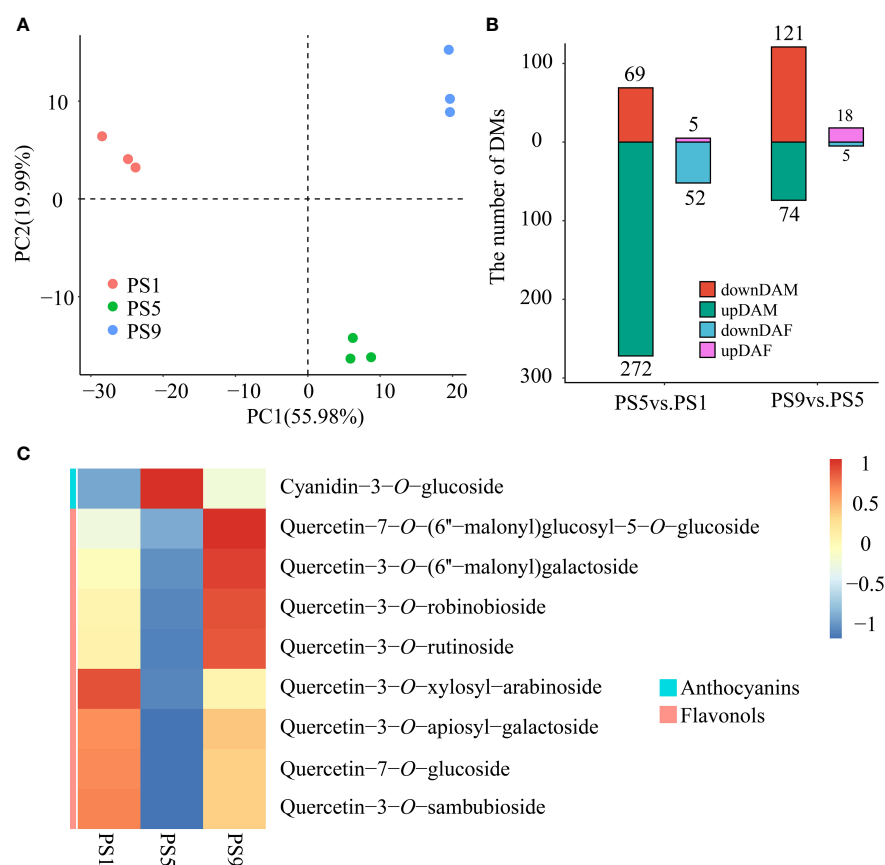 A
PC2(19.99%)
10
0
−10
PS1
PS5
PS9
−30
−20
−10
0
10
20
PC1(55.98%)
B
The number of DMs
100
0
100
200
300
69
272
5
52
121
74
18
5
downDAM
upDAM
downDAF
upDAF
PS5vs.PS1
PS9vs.PS5
C
Cyanidin−3−O−glucoside
Quercetin−7−O−(6"−malonyl)glucosyl−5−O−glucoside
Quercetin−3−O−(6"−malonyl)galactoside
Quercetin−3−O−robinobioside
Quercetin−3−O−rutinoside
Quercetin−3−O−xylosyl−arabinoside
Quercetin−3−O−apiosyl−galactoside
Quercetin−7−O−glucoside
Quercetin−3−O−sambubioside
PS1
PS5
PS9
1
0.5
0
−0.5
−1
Anthocyanins
Flavonols